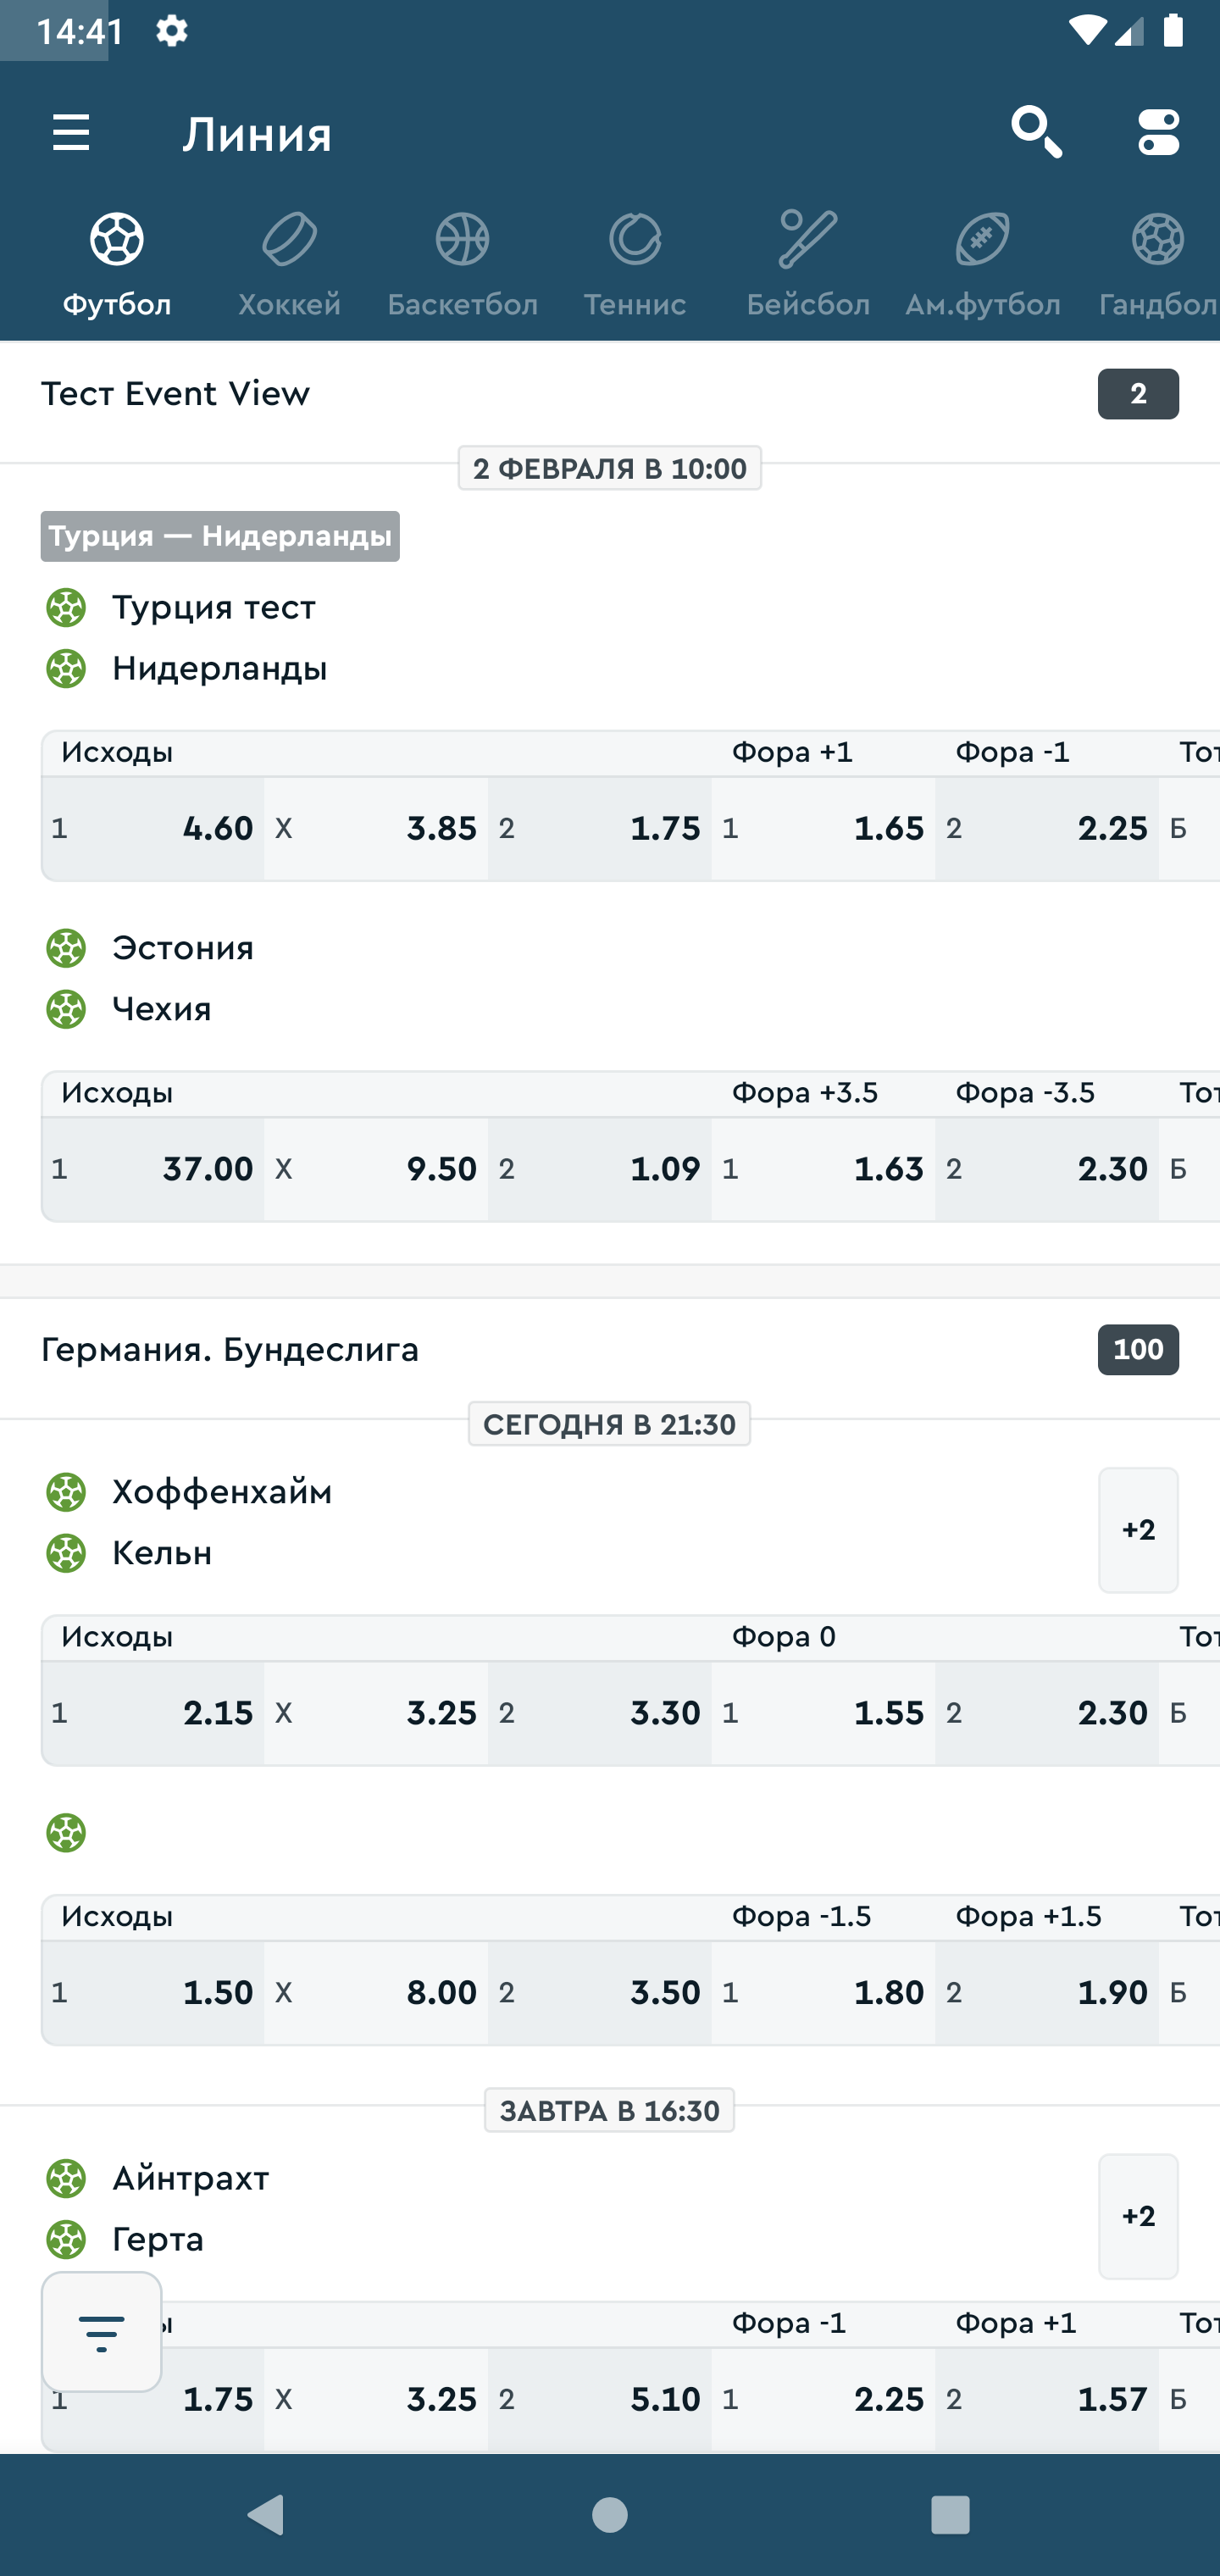 14:41
Линия
Футбол Хоккей Баскетбол Теннис Бейсбол Ам.футбол Гандбол
Тест Event View 2
2 ФЕВРАЛЯ В 10:00
Турция — Нидерланды
Турция тест
Нидерланды
Исходы Фора +1 Фора -1 Тот
1 4.60 X 3.85 2 1.75 1 1.65 2 2.25 Б
Эстония
Чехия
Исходы Фора +3.5 Фора -3.5 Тот
1 37.00 X 9.50 2 1.09 1 1.63 2 2.30 Б
Германия. Бундеслига 100
СЕГОДНЯ В 21:30
Хоффенхайм
+2
Кельн
Исходы Фора 0 Тот
1 2.15 X 3.25 2 3.30 1 1.55 2 2.30 Б
Исходы Фора -1.5 Фора +1.5 Тот
1 1.50 X 8.00 2 3.50 1 1.80 2 1.90 Б
ЗАВТРА В 16:30
Айнтрахт
+2
Герта
ы Фора -1 Фора +1 Тот
1 1.75 X 3.25 2 5.10 1 2.25 2 1.57 Б